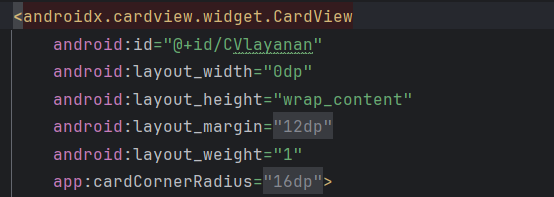 <androidx.cardview.widget.CardView
android:id="@+id/CVlayanan"
android:layout_width="0dp"
android:layout_height="wrap_content"
android:layout_margin="12dp"
android:layout_weight="1"
app:cardCornerRadius="16dp">